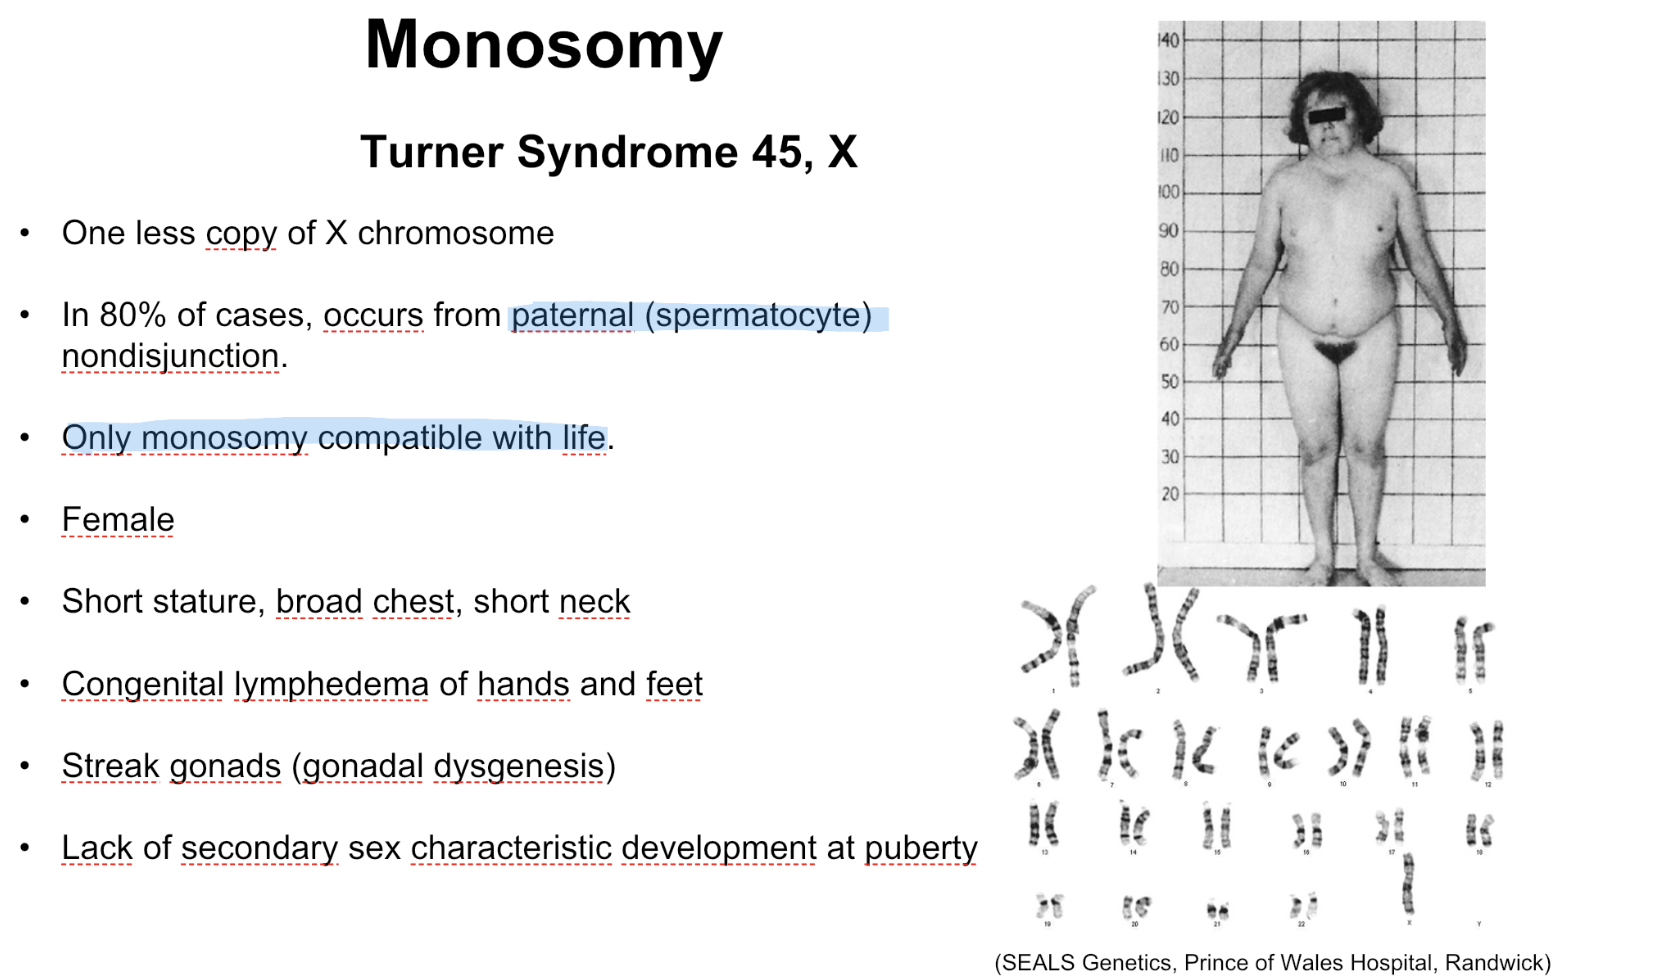 Monosomy
Turner Syndrome 45, X
• One less copy of X chromosome
• In 80% of cases, occurs from paternal (spermatocyte)
nondisjunction.
• Only monosomy compatible with life.
• Female
• Short stature, broad chest, short neck
• Congenital lymphedema of hands and feet
• Streak gonads (gonadal dysgenesis)
• Lack of secondary sex characteristic development at puberty
140
130
120
110
100
90
80
70
60
50
40
30
20
1 2 3 4 5
6 7 8 9 10 11 12
13 14 15 16 17 18
19 20 21 22 X Y
(SEALS Genetics, Prince of Wales Hospital, Randwick)